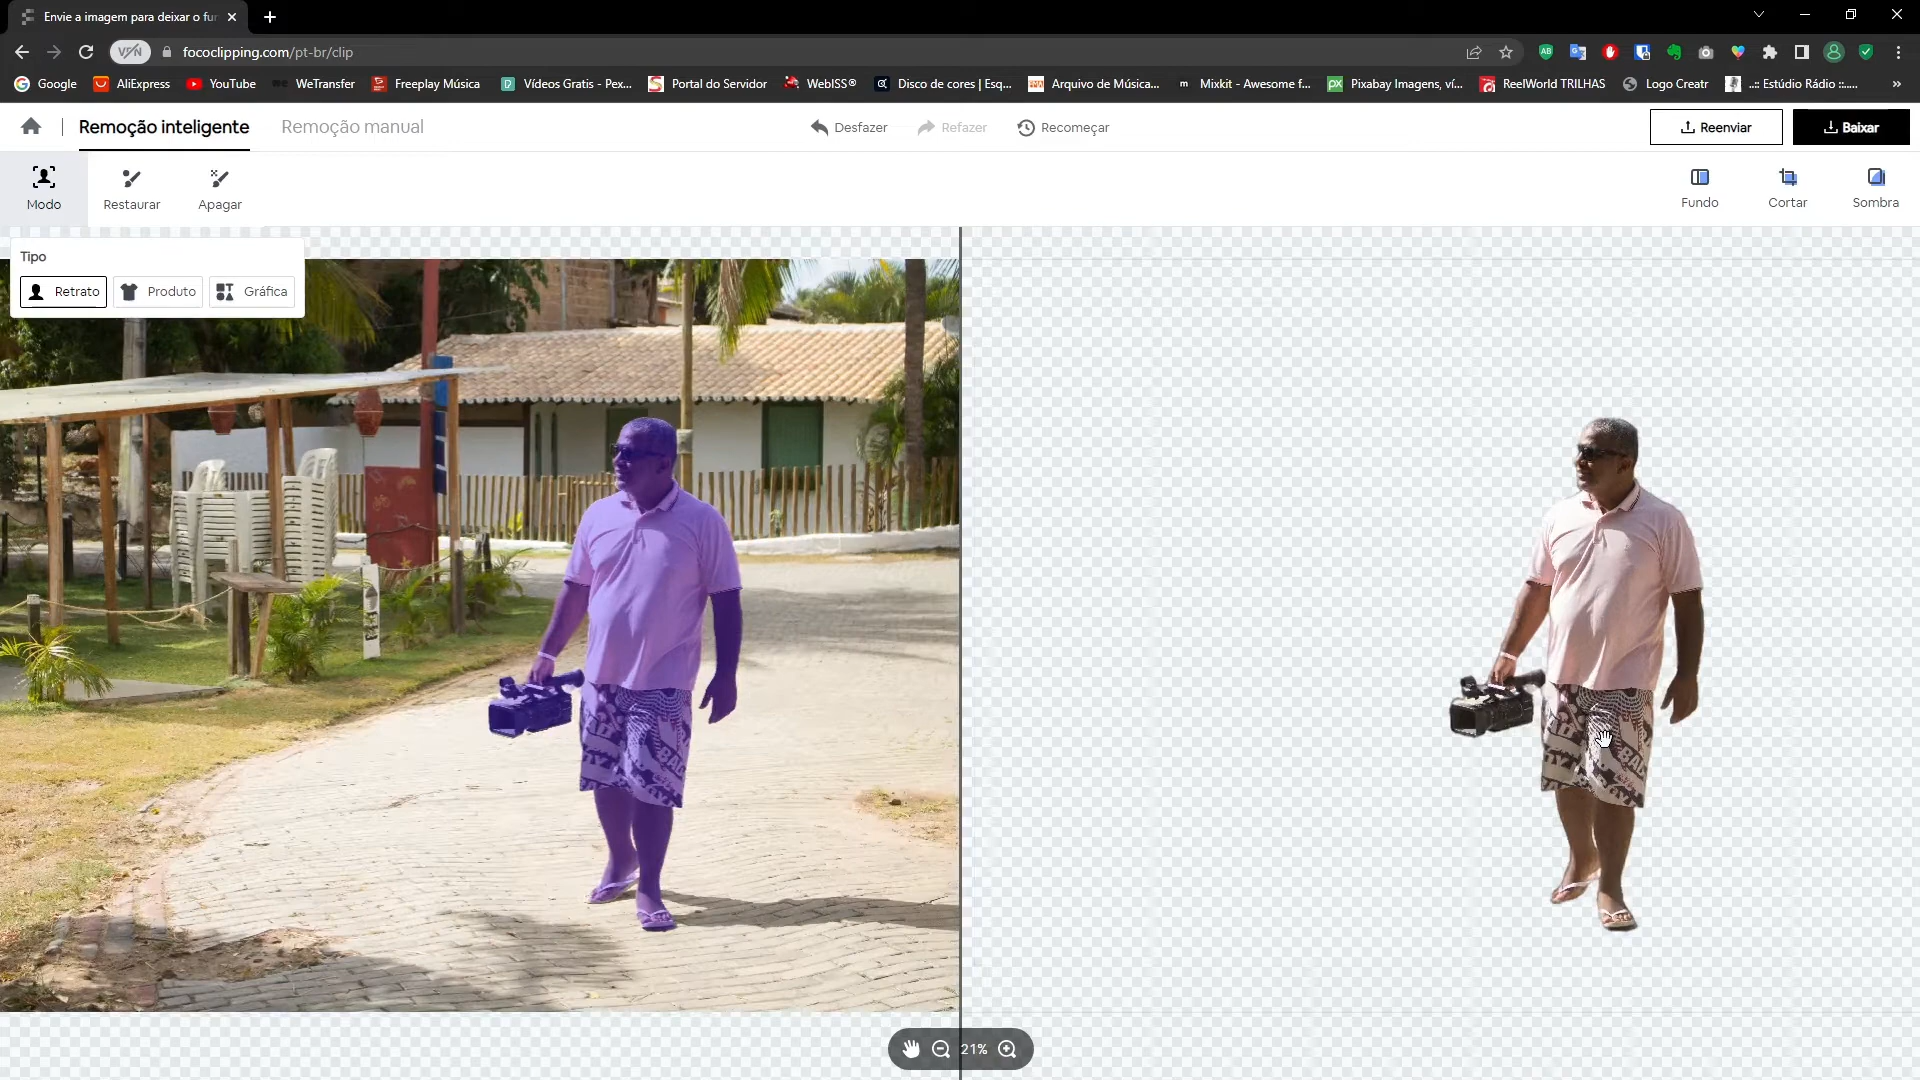 Envie a imagem para deixar o fur
fococlipping.com/pt-br/clip
VPN
Google AliExpress YouTube WeTransfer Freeplay Música Vídeos Gratis - Pex... Portal do Servidor WebISS® Disco de cores | Esq... Arquivo de Música... Mixkit - Awesome f... Pixabay Imagens, ví... ReelWorld TRILHAS Logo Creatr ..:: Estúdio Rádio ::.... »
Remoção inteligente Remoção manual Desfazer Refazer Recomeçar Reenviar Baixar
Modo Restaurar Apagar Fundo Cortar Sombra
Tipo
Retrato Produto Gráfica
21%